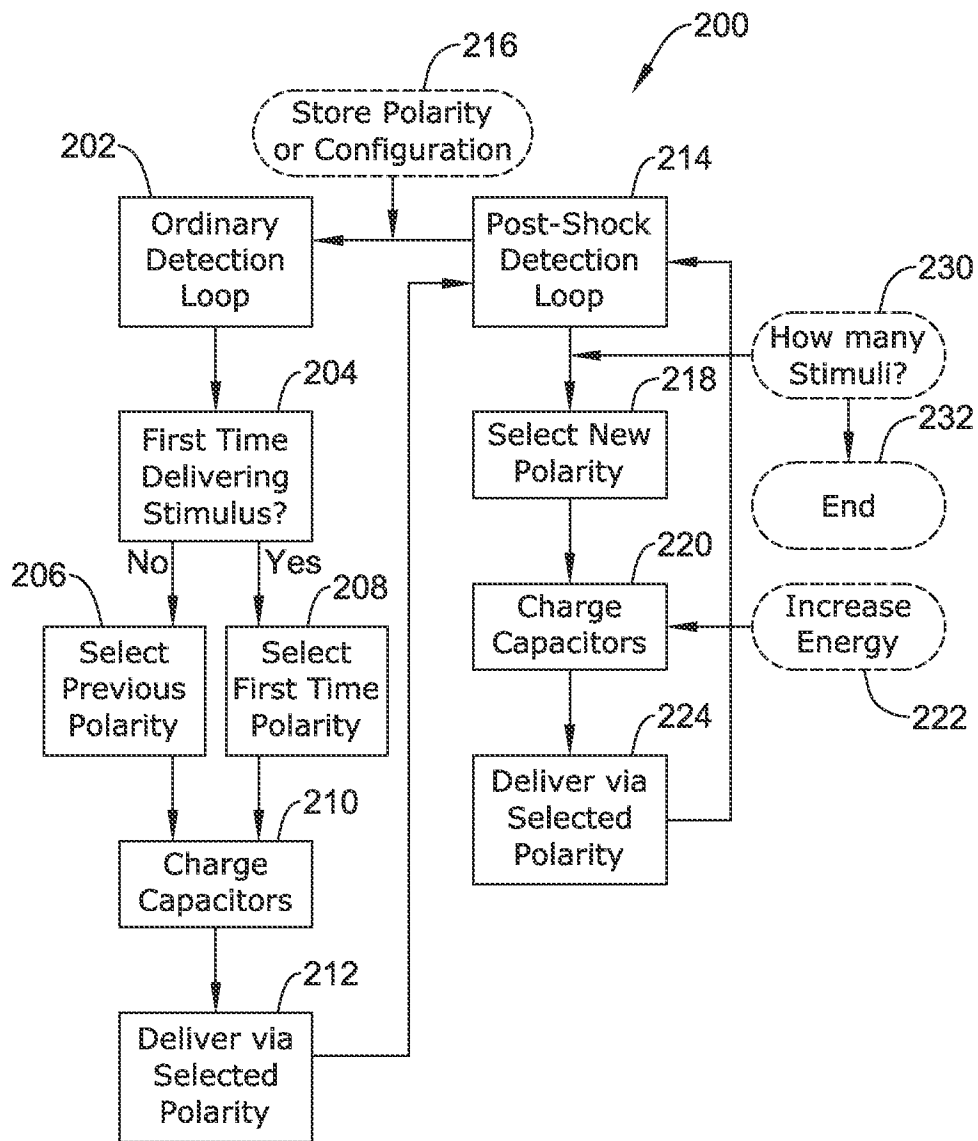 200
216
Store Polarity
or Configuration
202
214
Ordinary
Detection
Loop
Post-Shock
Detection
Loop
230
How many
Stimuli?
204
218
First Time
Delivering
Stimulus?
Select New
Polarity
232
End
No
Yes
206
208
220
Select
Previous
Polarity
Select
First Time
Polarity
Charge
Capacitors
Increase
Energy
222
224
210
Deliver via
Selected
Polarity
Charge
Capacitors
212
Deliver via
Selected
Polarity